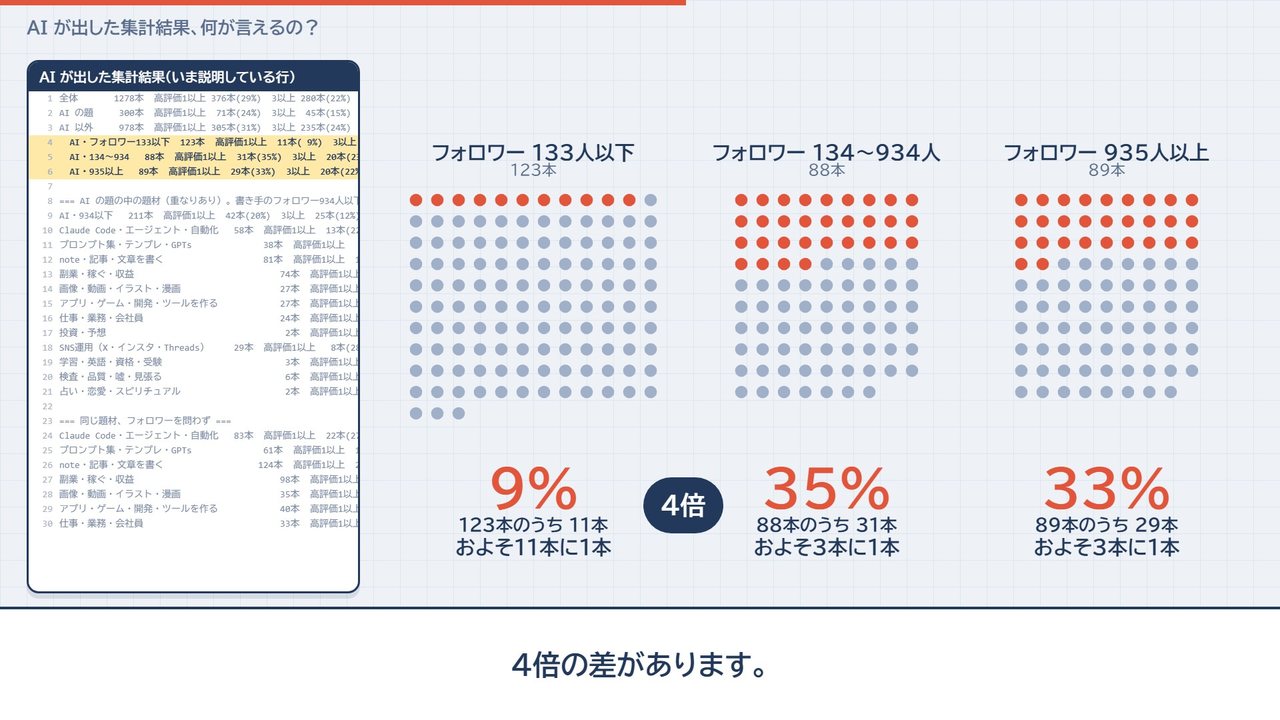 AI が出した集計結果、何が言えるの？
AI が出した集計結果（いま説明している行）
1 全体 1278本 高評価1以上 376本(29%) 3以上 280本(22%)
2 AI の題 300本 高評価1以上 71本(24%) 3以上 45本(15%)
3 AI 以外 978本 高評価1以上 305本(31%) 3以上 235本(24%)
4 AI・フォロワー133以下 123本 高評価1以上 11本( 9%) 3以上
5 AI・134〜934 88本 高評価1以上 31本(35%) 3以上 20本(2
6 AI・935以上 89本 高評価1以上 29本(33%) 3以上 20本(22%
7
8 === AI の題の中の題材（重なりあり）。書き手のフォロワー934人以下
9 AI・934以下 211本 高評価1以上 42本(20%) 3以上 25本(12%)
10 Claude Code・エージェント・自動化 58本 高評価1以上 13本(22
11 プロンプト集・テンプレ・GPTs 38本 高評価1以上
12 note・記事・文章を書く 81本 高評価1以上 1
13 副業・稼ぐ・収益 74本 高評価1以上
14 画像・動画・イラスト・漫画 27本 高評価1以上
15 アプリ・ゲーム・開発・ツールを作る 27本 高評価1以上
16 仕事・業務・会社員 24本 高評価1以上
17 投資・予想 2本 高評価1以上
18 SNS運用（X・インスタ・Threads） 29本 高評価1以上 8本(28
19 学習・英語・資格・受験 3本 高評価1以上
20 検査・品質・嘘・見張る 6本 高評価1以上
21 占い・恋愛・スピリチュアル 2本 高評価1以上
22
23 === 同じ題材、フォロワーを問わず ===
24 Claude Code・エージェント・自動化 83本 高評価1以上 22本(27
25 プロンプト集・テンプレ・GPTs 61本 高評価1以上 1
26 note・記事・文章を書く 124本 高評価1以上 2
27 副業・稼ぐ・収益 98本 高評価1以上
28 画像・動画・イラスト・漫画 35本 高評価1以上
29 アプリ・ゲーム・開発・ツールを作る 40本 高評価1以上
30 仕事・業務・会社員 33本 高評価1以上
フォロワー 133人以下
123本
9%
123本のうち 11本
およそ11本に1本
4倍
フォロワー 134〜934人
88本
35%
88本のうち 31本
およそ3本に1本
フォロワー 935人以上
89本
33%
89本のうち 29本
およそ3本に1本
4倍の差があります。